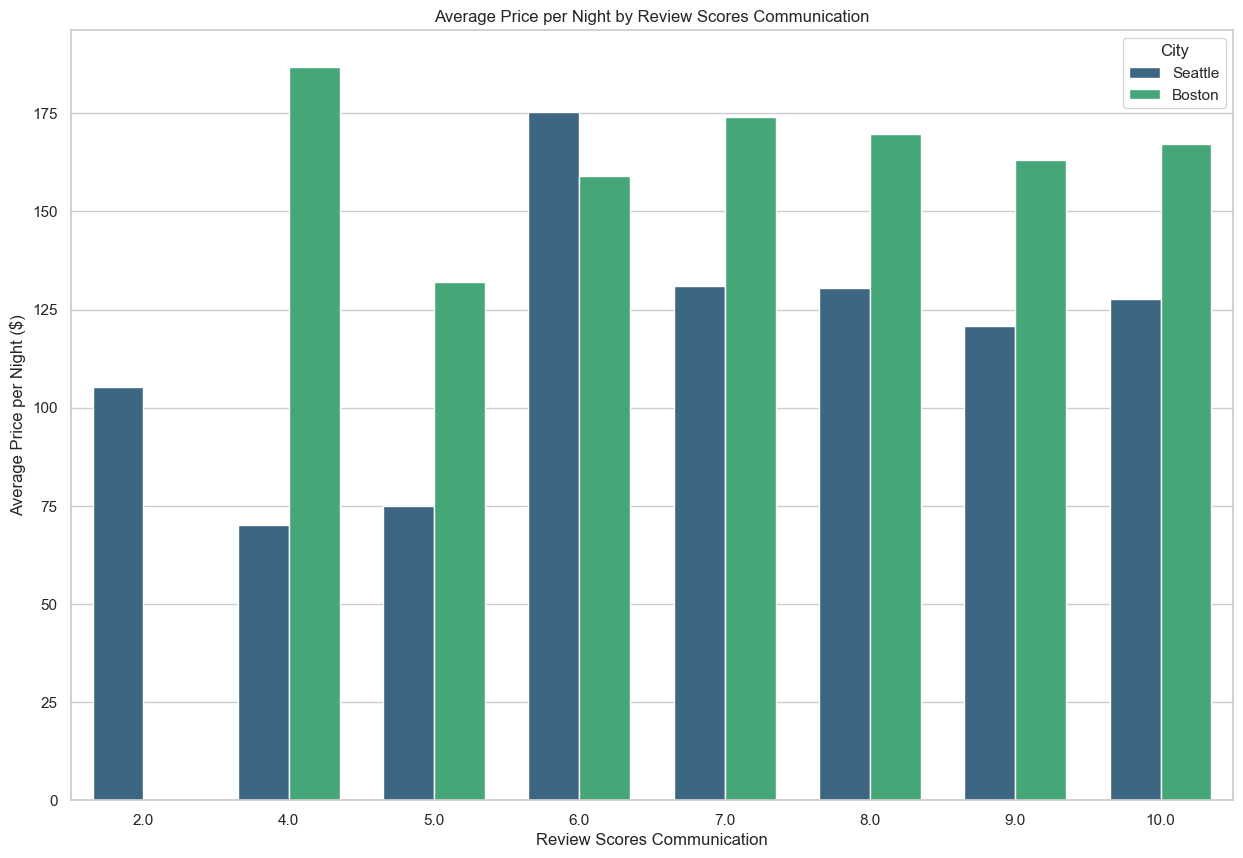 Average Price per Night by Review Scores Communication
City
Seattle
Boston
Average Price per Night ($)
175
150
125
100
75
50
25
0
2.0 4.0 5.0 6.0 7.0 8.0 9.0 10.0
Review Scores Communication